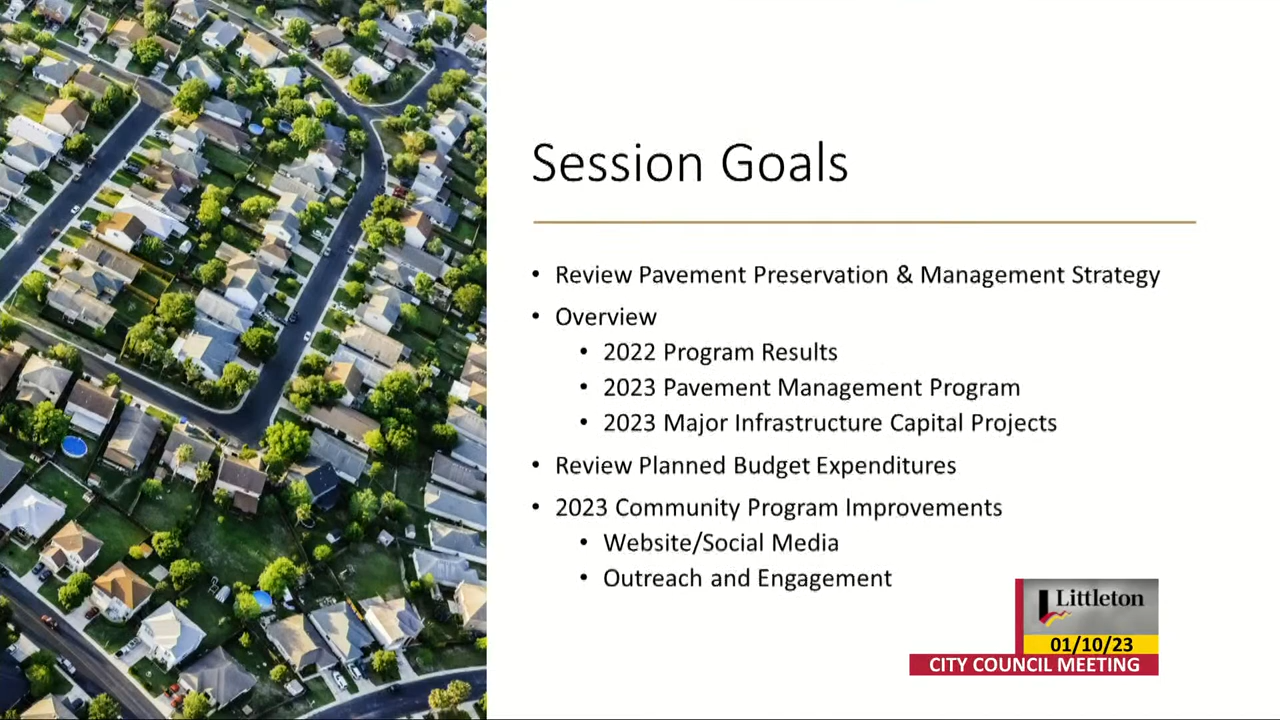 Session Goals
• Review Pavement Preservation & Management Strategy
• Overview
• 2022 Program Results
• 2023 Pavement Management Program
• 2023 Major Infrastructure Capital Projects
• Review Planned Budget Expenditures
• 2023 Community Program Improvements
• Website/Social Media
• Outreach and Engagement
Littleton
01/10/23
CITY COUNCIL MEETING